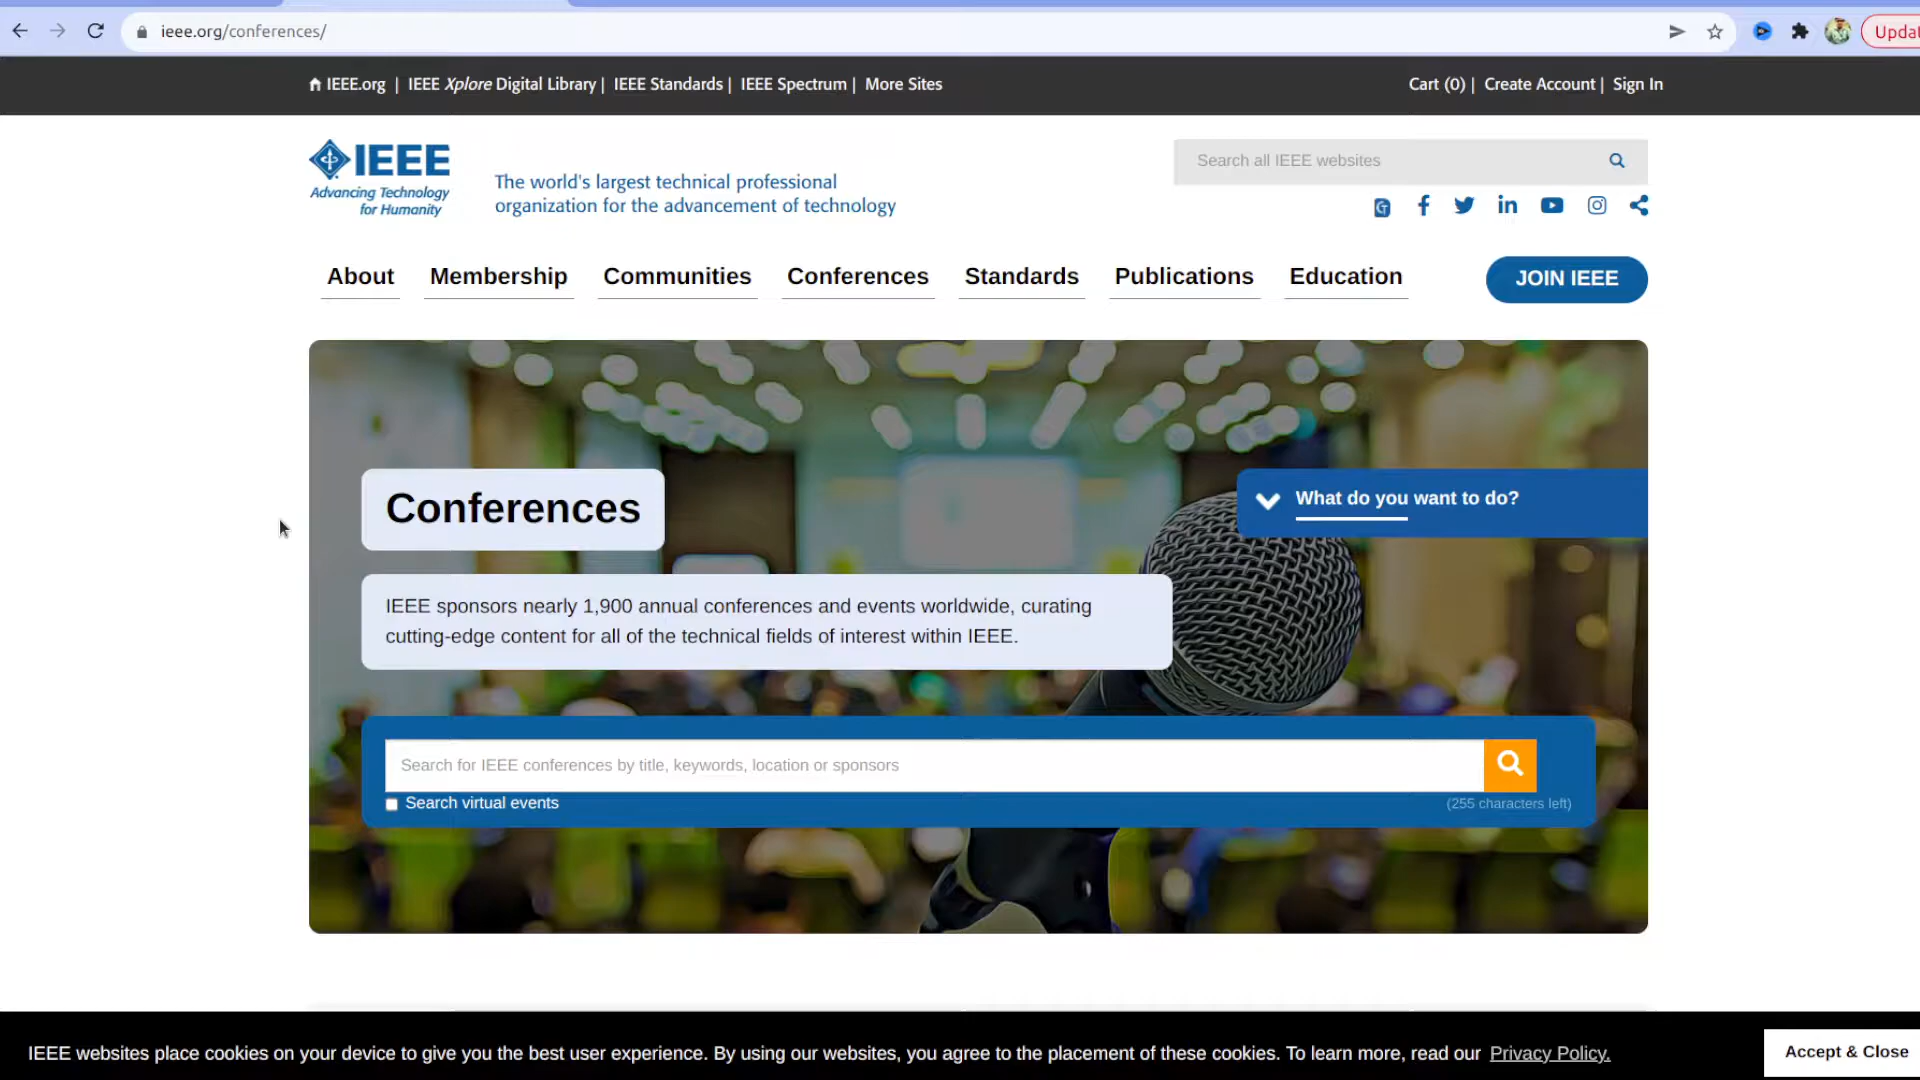 ieee.org/conferences/
Updat
IEEE.org | IEEE Xplore Digital Library | IEEE Standards | IEEE Spectrum | More Sites
Cart (0) | Create Account | Sign In
IEEE
Advancing Technology
for Humanity
The world's largest technical professional
organization for the advancement of technology
Search all IEEE websites
About Membership Communities Conferences Standards Publications Education
JOIN IEEE
Conferences
What do you want to do?
IEEE sponsors nearly 1,900 annual conferences and events worldwide, curating
cutting-edge content for all of the technical fields of interest within IEEE.
Search for IEEE conferences by title, keywords, location or sponsors
Search virtual events
(255 characters left)
IEEE websites place cookies on your device to give you the best user experience. By using our websites, you agree to the placement of these cookies. To learn more, read our Privacy Policy.
Accept & Close